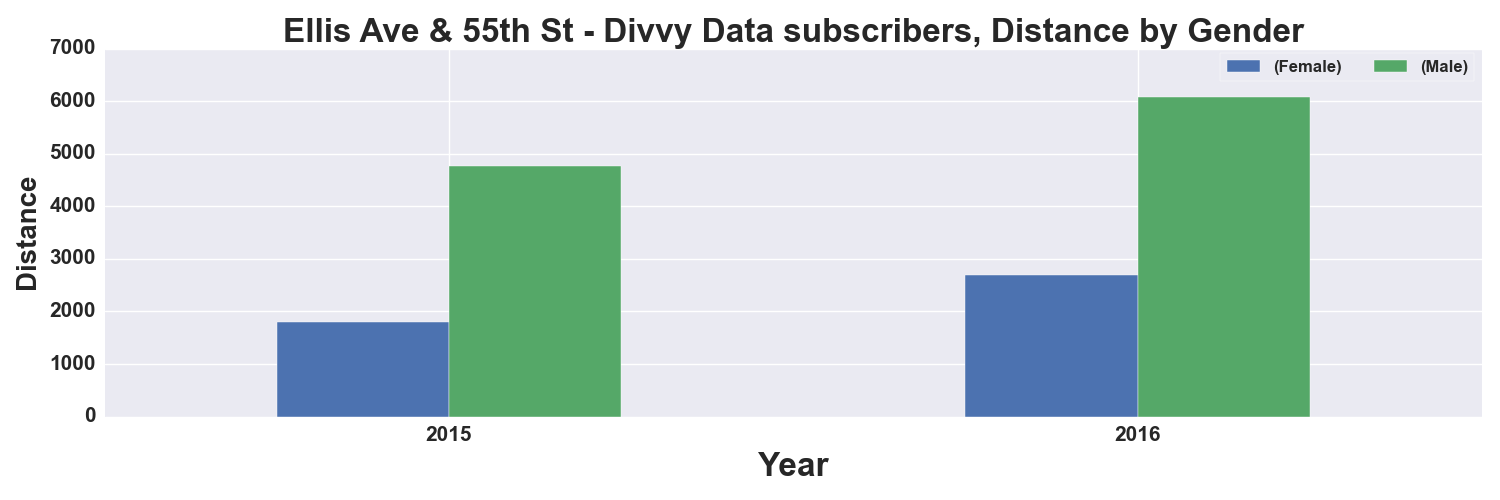 Ellis Ave & 55th St - Divvy Data subscribers, Distance by Gender
(Female) (Male)
Distance
7000
6000
5000
4000
3000
2000
1000
0
2015 2016
Year